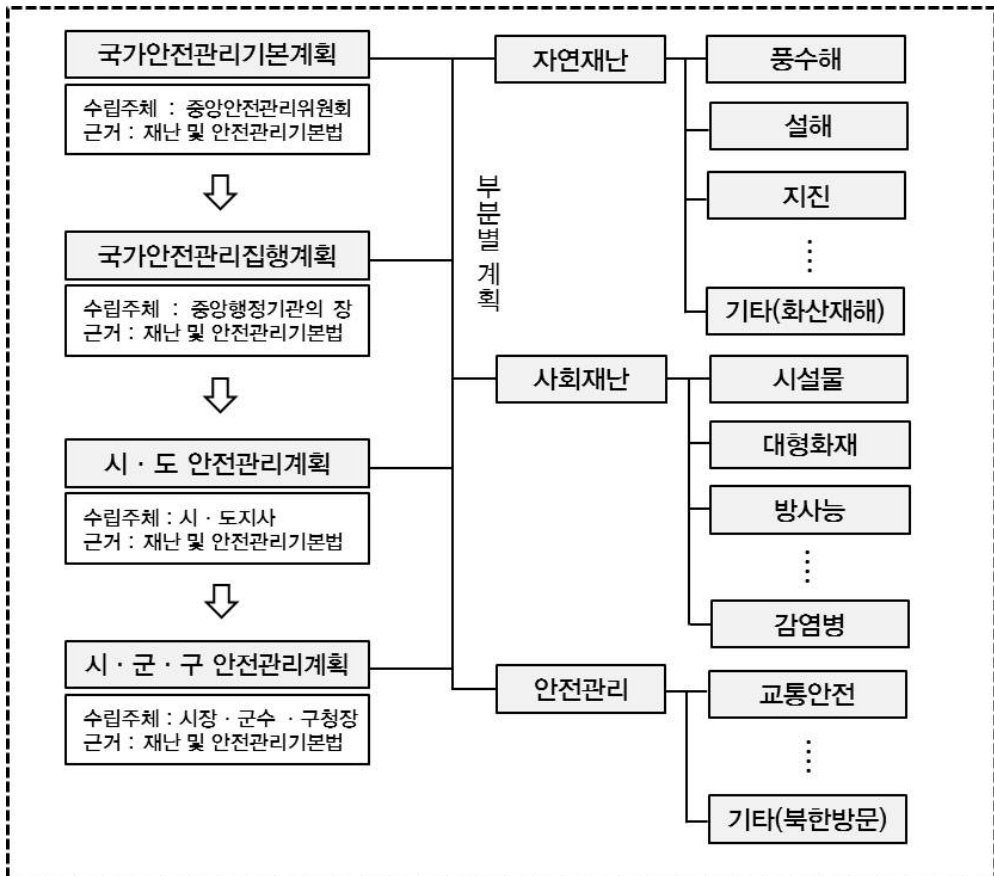 국가안전관리기본계획
수립주체 : 중앙안전관리위원회
근거 : 재난 및 안전관리기본법
국가안전관리집행계획
수립주체 : 중앙행정기관의 장
근거 : 재난 및 안전관리기본법
시 · 도 안전관리계획
수립주체 : 시 · 도지사
근거 : 재난 및 안전관리기본법
시 · 군 · 구 안전관리계획
수립주체 : 시장 · 군수 · 구청장
근거 : 재난 및 안전관리기본법
부분별 계획
자연재난
풍수해
설해
지진
기타(화산재해)
사회재난
시설물
대형화재
방사능
감염병
안전관리
교통안전
기타(북한방문)